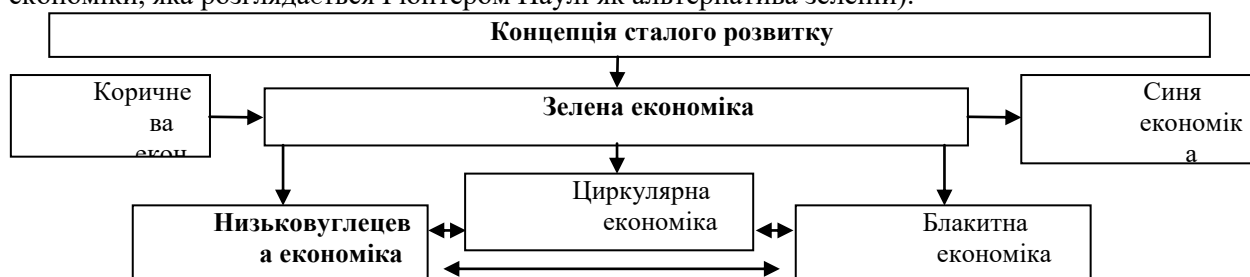 економіки, яка розглядається Гюнтером Паулі як альтернатива зеленій).
Концепція сталого розвитку
Коричне
ва
екон
Зелена економіка
Синя
економік
а
Циркулярна
економіка
Низьковуглецев
а економіка
Блакитна
економіка